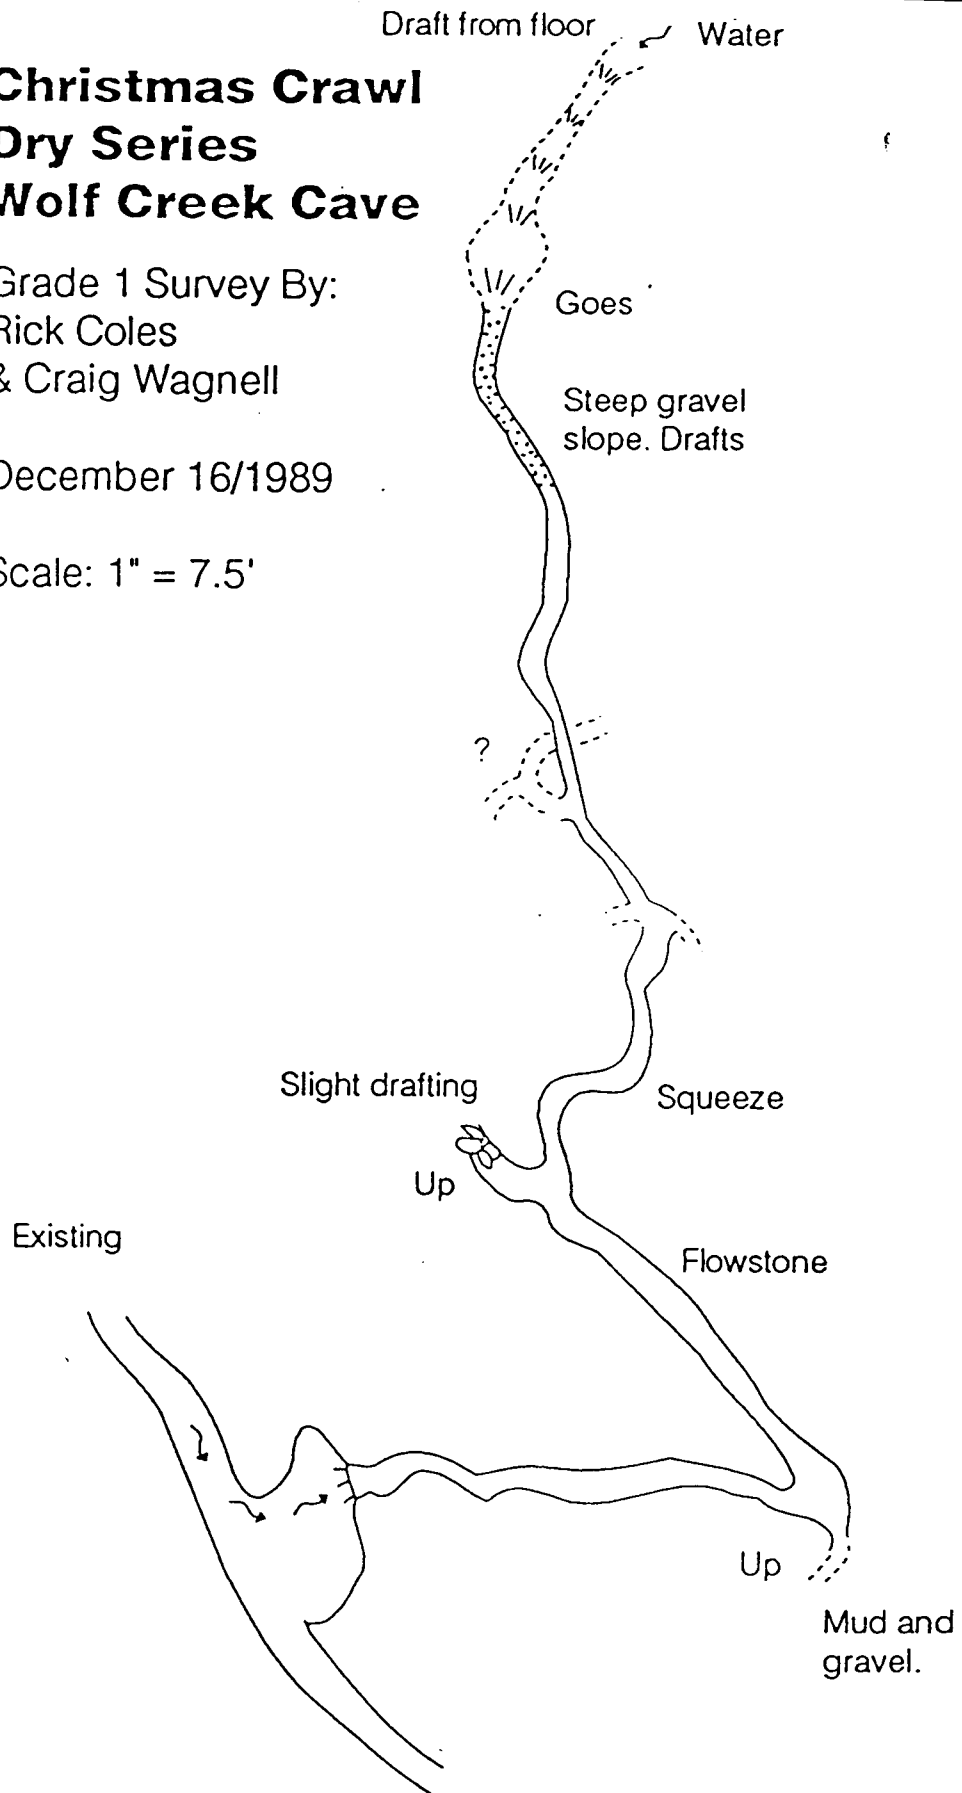 Draft from floor
Water
Christmas Crawl
Dry Series
Wolf Creek Cave
Grade 1 Survey By:
Rick Coles
& Craig Wagnell
December 16/1989
Scale: 1" = 7.5'
Goes
Steep gravel
slope. Drafts
?
Slight drafting
Squeeze
Up
Existing
Flowstone
Up
Mud and
gravel.